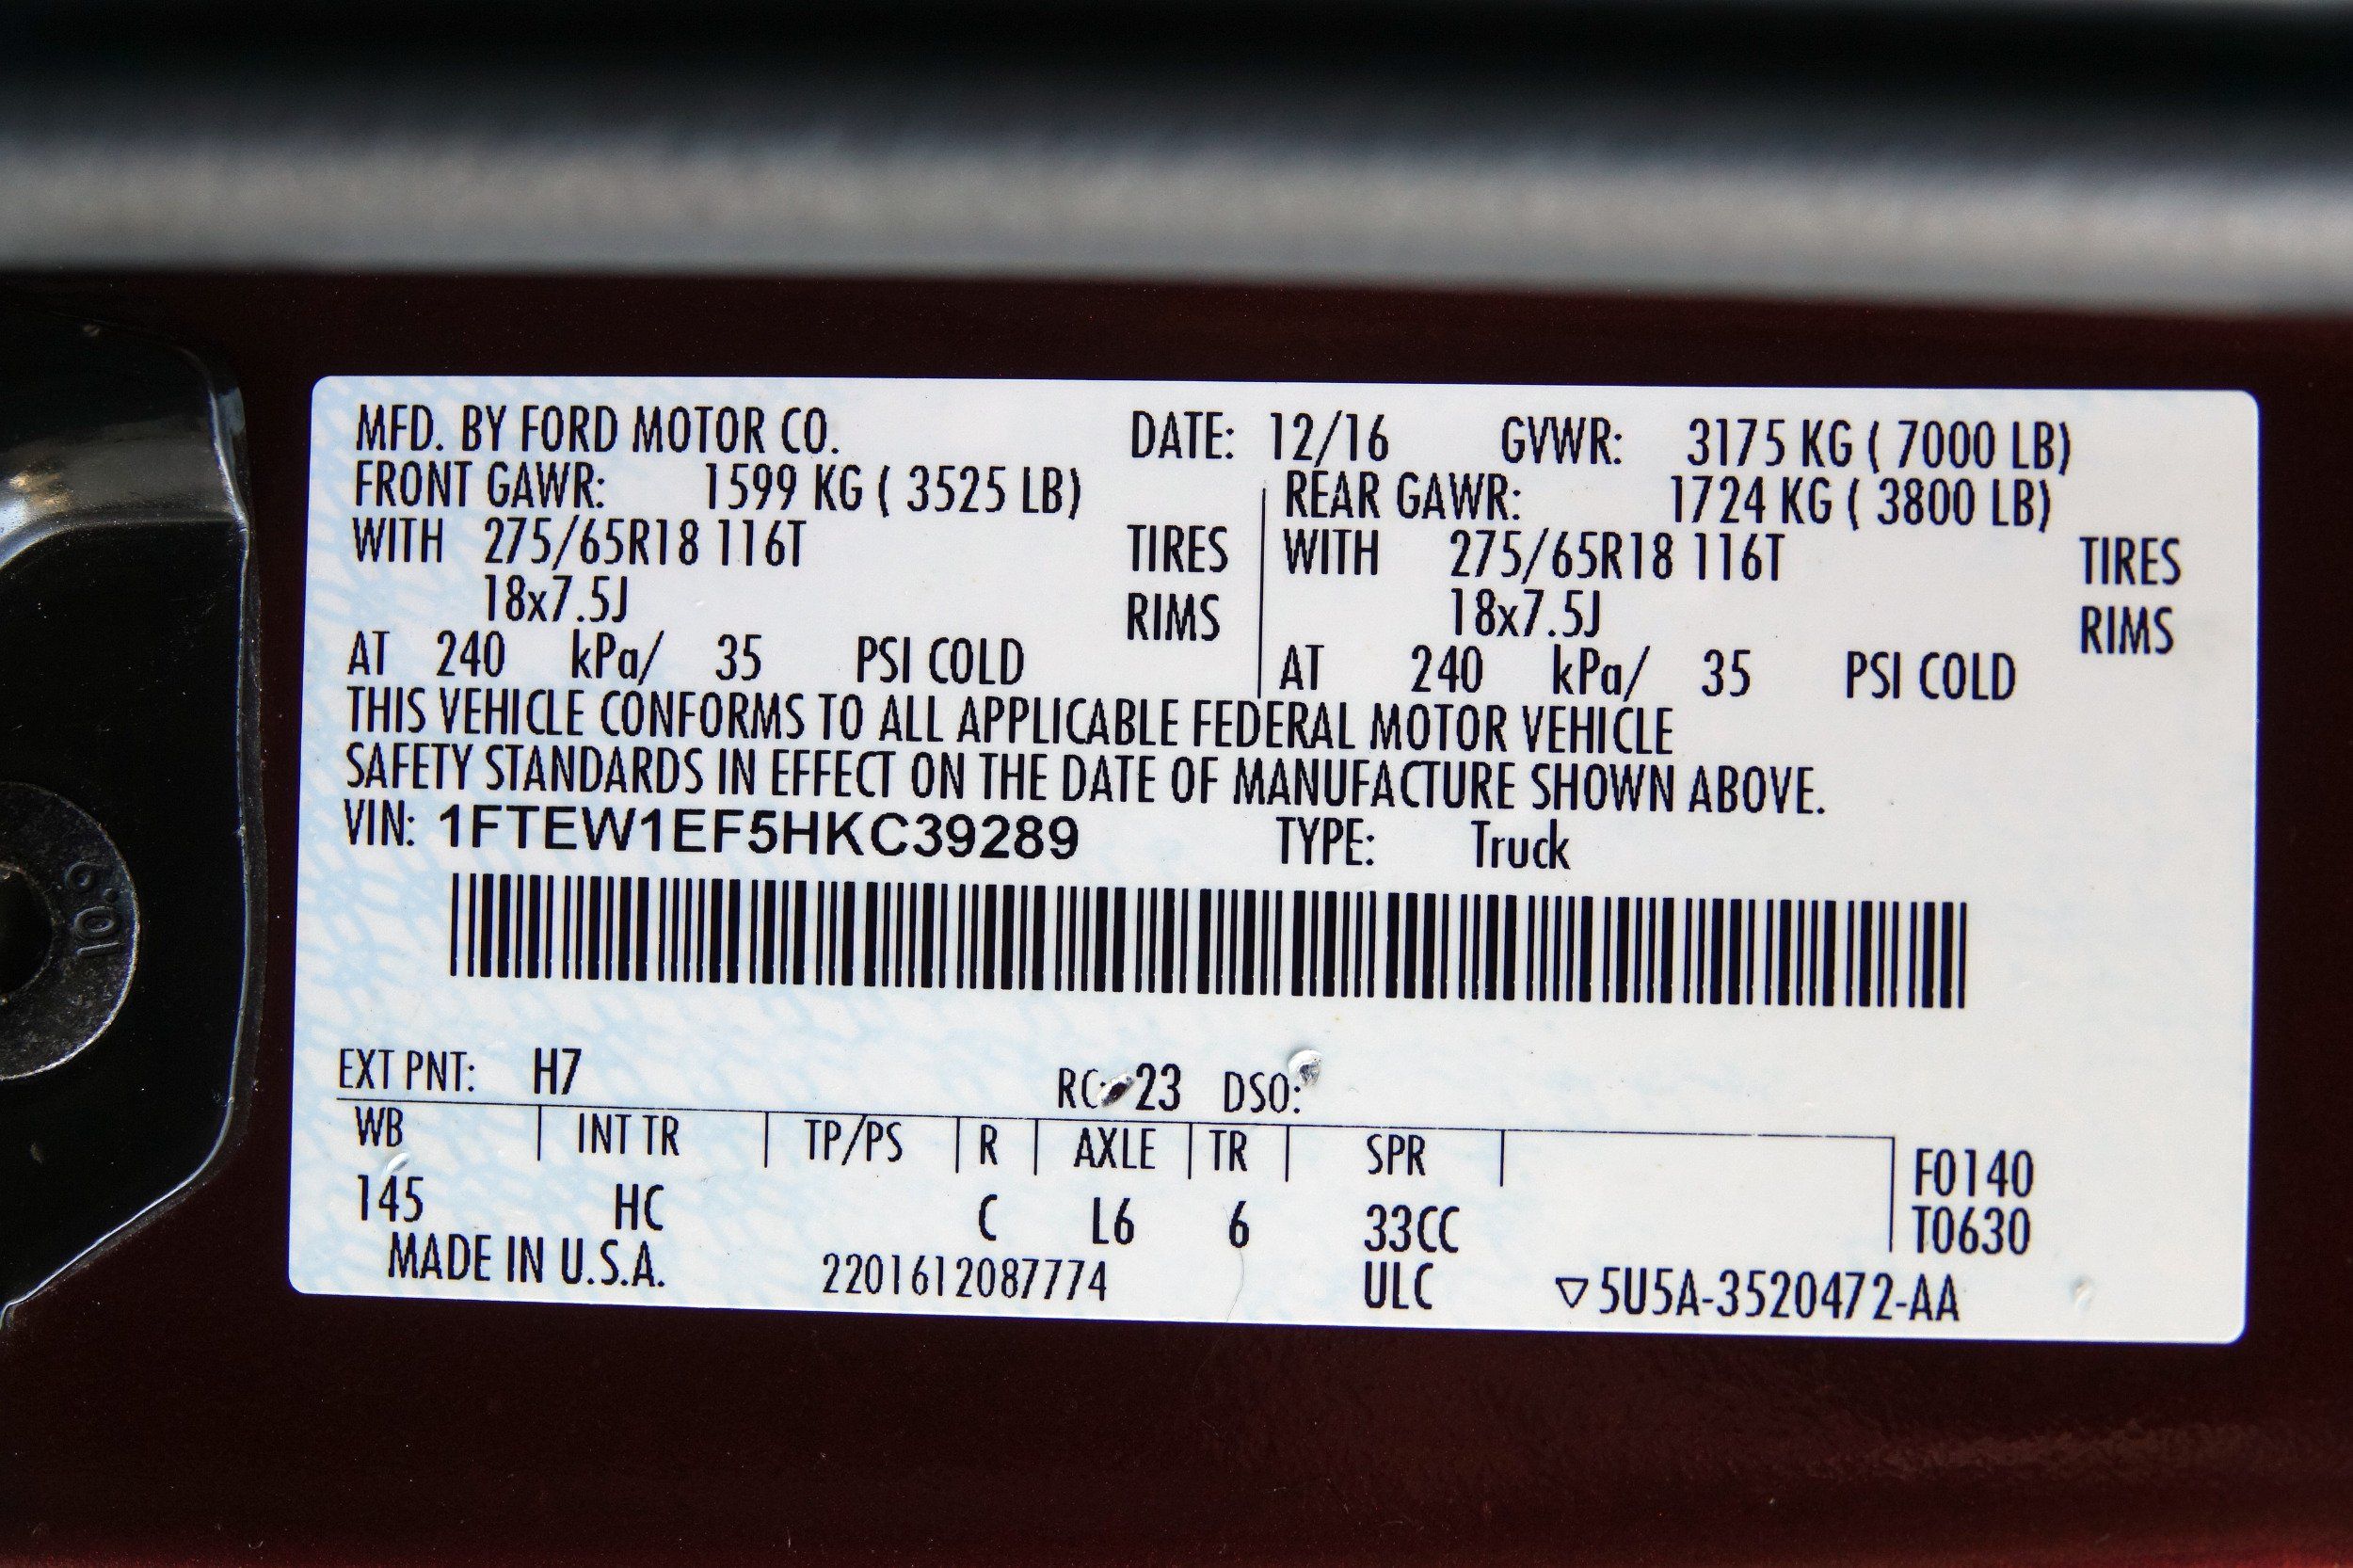 MFD. BY FORD MOTOR CO. DATE: 12/16 GVWR: 3175 KG ( 7000 LB)
FRONT GAWR: 1599 KG ( 3525 LB) REAR GAWR: 1724 KG ( 3800 LB)
WITH 275/65R18 116T TIRES WITH 275/65R18 116T TIRES
18x7.5J RIMS 18x7.5J RIMS
AT 240 kPa/ 35 PSI COLD AT 240 kPa/ 35 PSI COLD
THIS VEHICLE CONFORMS TO ALL APPLICABLE FEDERAL MOTOR VEHICLE
SAFETY STANDARDS IN EFFECT ON THE DATE OF MANUFACTURE SHOWN ABOVE.
VIN: 1FTEW1EF5HKC39289 TYPE: Truck
10.9
EXT PNT: H7 RC: 23 DSO:
WB INT TR TP/PS R AXLE TR SPR F0140
145 HC C L6 6 33CC T0630
MADE IN U.S.A. 2201612087774 ULC ▽5U5A-3520472-AA